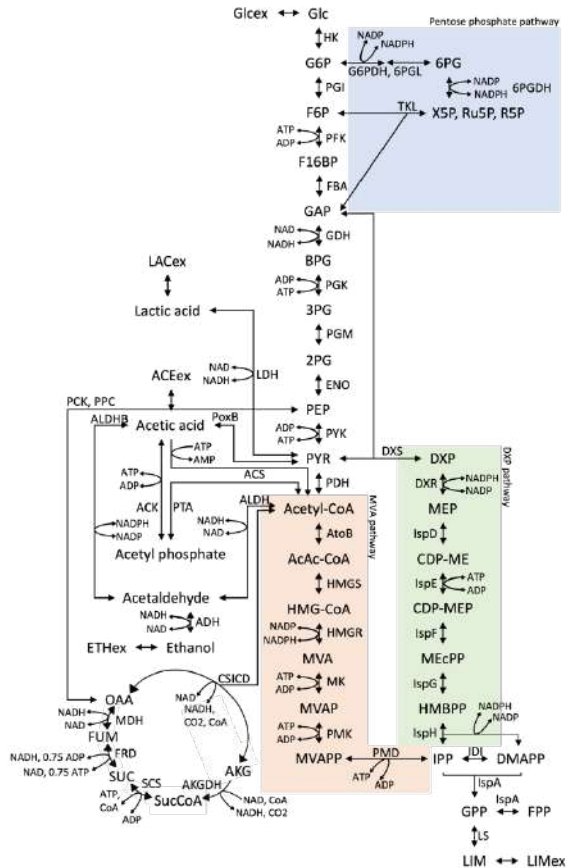 Glcex Glc
Pentose phosphate pathway
HK
NADP
NADPH
G6P 6PG
G6PDH, 6PGL
PGI
NADP
NADPH 6PGDH
F6P TKL X5P, Ru5P, R5P
ATP
ADP PFK
F16BP
FBA
GAP
NAD
NADH GDH
LACex
BPG
ADP
ATP PGK
Lactic acid 3PG
PGM
2PG
NAD
NADH LDH
ACEex
ENO
PCK, PPC PEP
ALDHB Acetic acid PoxB
ADP
ATP PYK
ATP
AMP
PYR DXS DXP
DXP pathway
ACS
ATP
ADP
PDH
DXR NADPH
NADP
ACK PTA
ALDH Acetyl-CoA MEP
MVA pathway
NADPH
NADP
NADH
NAD
AtoB IspD
Acetyl phosphate AcAc-CoA CDP-ME
HMGS IspE ATP
ADP
Acetaldehyde HMG-CoA CDP-MEP
NADH
NAD ADH
NADP
NADPH HMGR IspF
ETHex Ethanol MVA MEcPP
CSICD
NAD
NADH,
CO2, CoA
ATP
ADP MK IspG
OAA MVAP HMBPP
NADH
NAD MDH
ATP
ADP PMK
IspH NADPH
NADP
FUM
NADH, 0.75 ADP
NAD, 0.75 ATP FRD
MVAPP PMD IPP IDI DMAPP
ATP
ADP
SUC AKG
SCS AKGDH
ATP,
CoA
ADP
SucCoA
NAD, CoA
NADH, CO2
IspA
GPP IspA FPP
LS
LIM LIMex